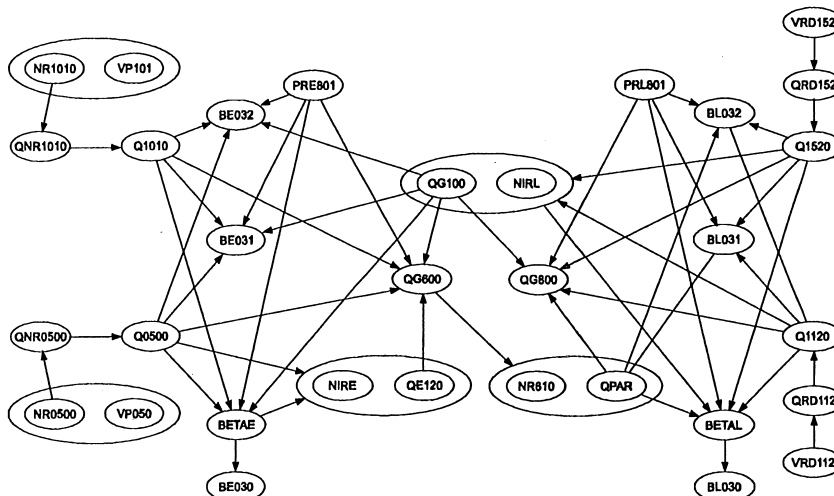 VRD152
NR1010 VP101
PRE801 PRL801 QRD152
BE032 BL032
QNR1010 Q1010 Q1520
QG100 NIRL
BE031 BL031
QG600 QG800
QNR0500 Q0500 Q1120
NIRE QE120 NR610 QPAR
NR0500 VP050 QRD112
BETAE BETAL
VRD112
BE030 BL030